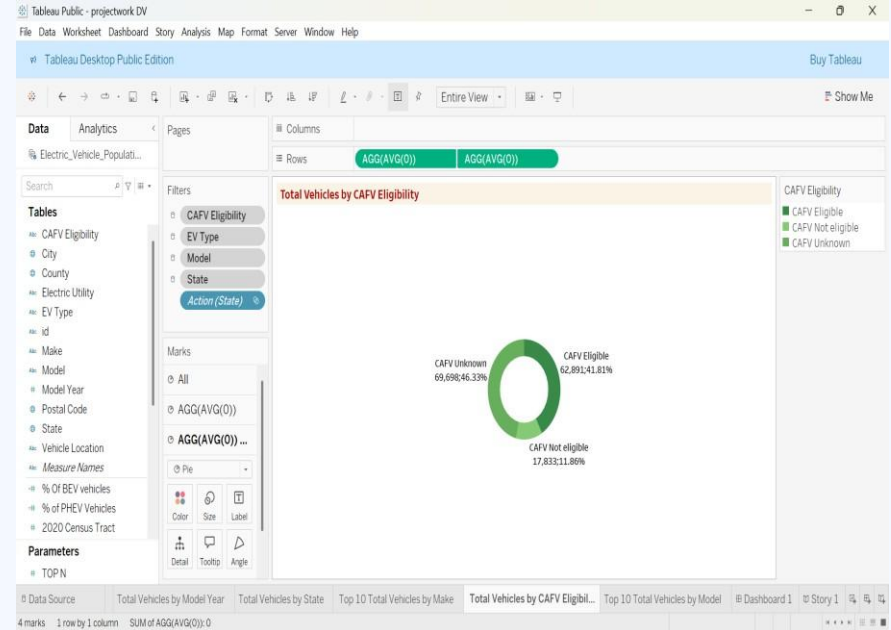 Tableau Public - projectwork DV
File Data Worksheet Dashboard Story Analysis Map Format Server Window Help
Tableau Desktop Public Edition
Buy Tableau
Entire View
Show Me
Data Analytics
Electric_Vehicle_Populati...
Search
Tables
CAFV Eligibility
City
County
Electric Utility
EV Type
id
Make
Model
Model Year
Postal Code
State
Vehicle Location
Measure Names
% Of BEV vehicles
% of PHEV Vehicles
2020 Census Tract
Parameters
TOP N
Pages
Filters
CAFV Eligibility
EV Type
Model
State
Action (State)
Marks
All
AGG(AVG(0))
AGG(AVG(0)) ...
Pie
Color Size Label
Detail Tooltip Angle
Columns
Rows
AGG(AVG(0)) AGG(AVG(0))
Total Vehicles by CAFV Eligibility
CAFV Unknown
69,698;46.33%
CAFV Eligible
62,891;41.81%
CAFV Not eligible
17,833;11.86%
CAFV Eligibility
CAFV Eligible
CAFV Not eligible
CAFV Unknown
Data Source Total Vehicles by Model Year Total Vehicles by State Top 10 Total Vehicles by Make Total Vehicles by CAFV Eligibil... Top 10 Total Vehicles by Model Dashboard 1 Story 1
4 marks 1 row by 1 column SUM of AGG(AVG(0)): 0